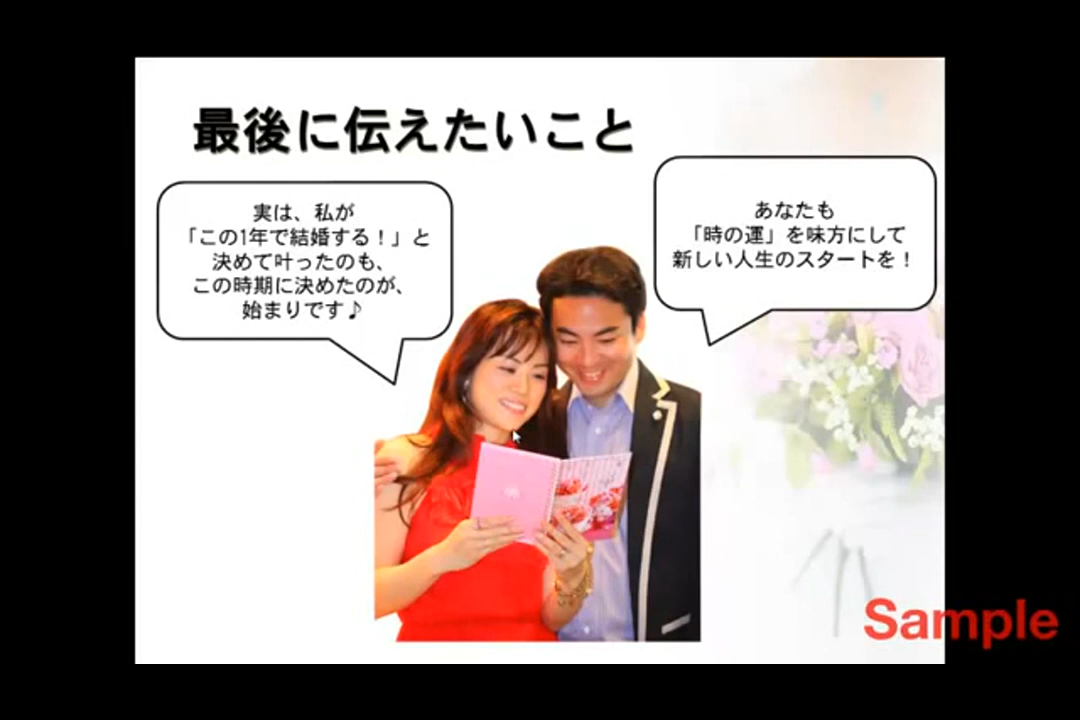 最後に伝えたいこと
実は、私が
「この1年で結婚する！」と
決めて叶ったのも、
この時期に決めたのが、
始まりです♪
あなたも
「時の運」を味方にして
新しい人生のスタートを！
Sample